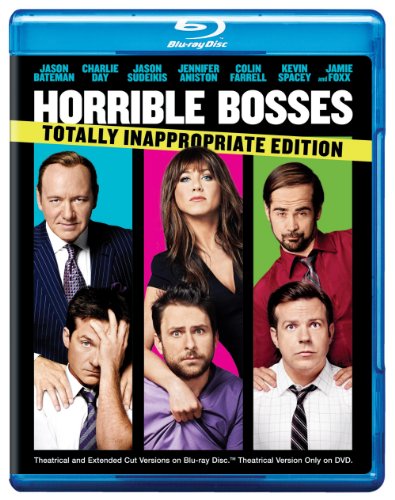 Blu-ray Disc
JASON BATEMAN CHARLIE DAY JASON SUDEIKIS JENNIFER ANISTON COLIN FARRELL KEVIN SPACEY and JAMIE FOXX
HORRIBLE BOSSES
TOTALLY INAPPROPRIATE EDITION
Theatrical and Extended Cut Versions on Blu-ray Disc.™ Theatrical Version Only on DVD.